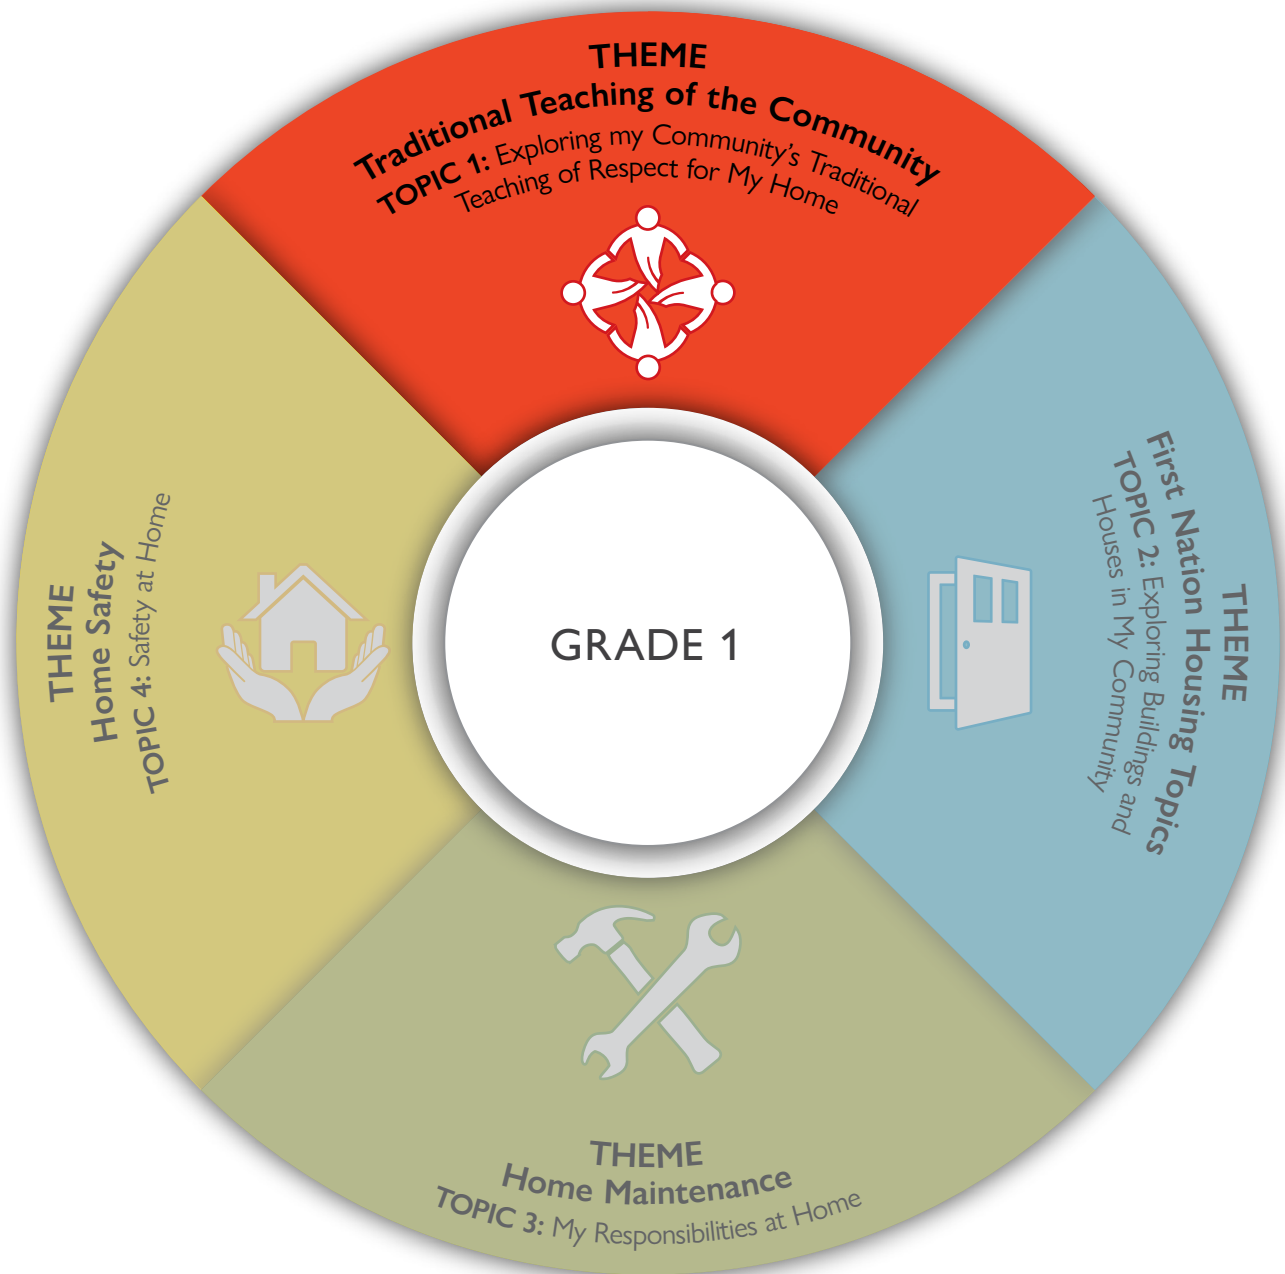 THEME
Traditional Teaching of the Community
TOPIC 1: Exploring my Community's Traditional
Teaching of Respect for My Home
THEME
First Nation Housing Topics
TOPIC 2: Exploring Buildings and
Houses in My Community
THEME
Home Maintenance
TOPIC 3: My Responsibilities at Home
THEME
Home Safety
TOPIC 4: Safety at Home
GRADE 1